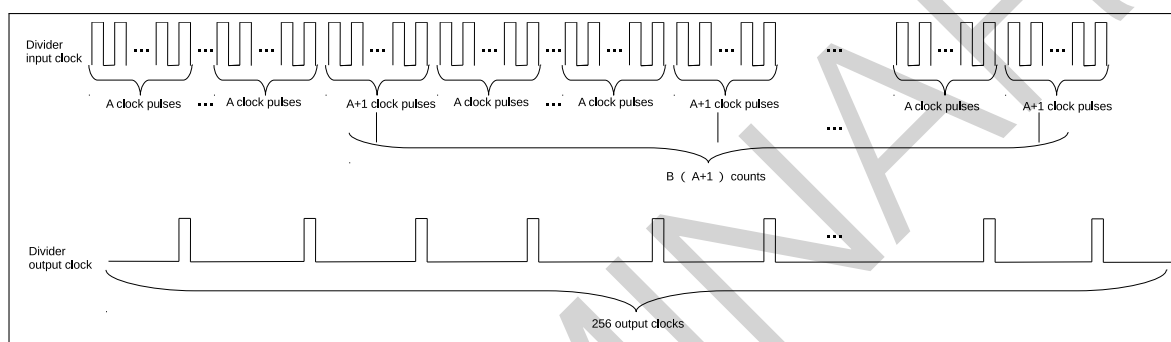 Divider
input clock
... ... ... ... ... ... ... ... ... ... ...
A clock pulses ... A clock pulses A+1 clock pulses A clock pulses ... A clock pulses A+1 clock pulses A clock pulses A+1 clock pulses
...
B ( A+1 ) counts
Divider
output clock
...
256 output clocks